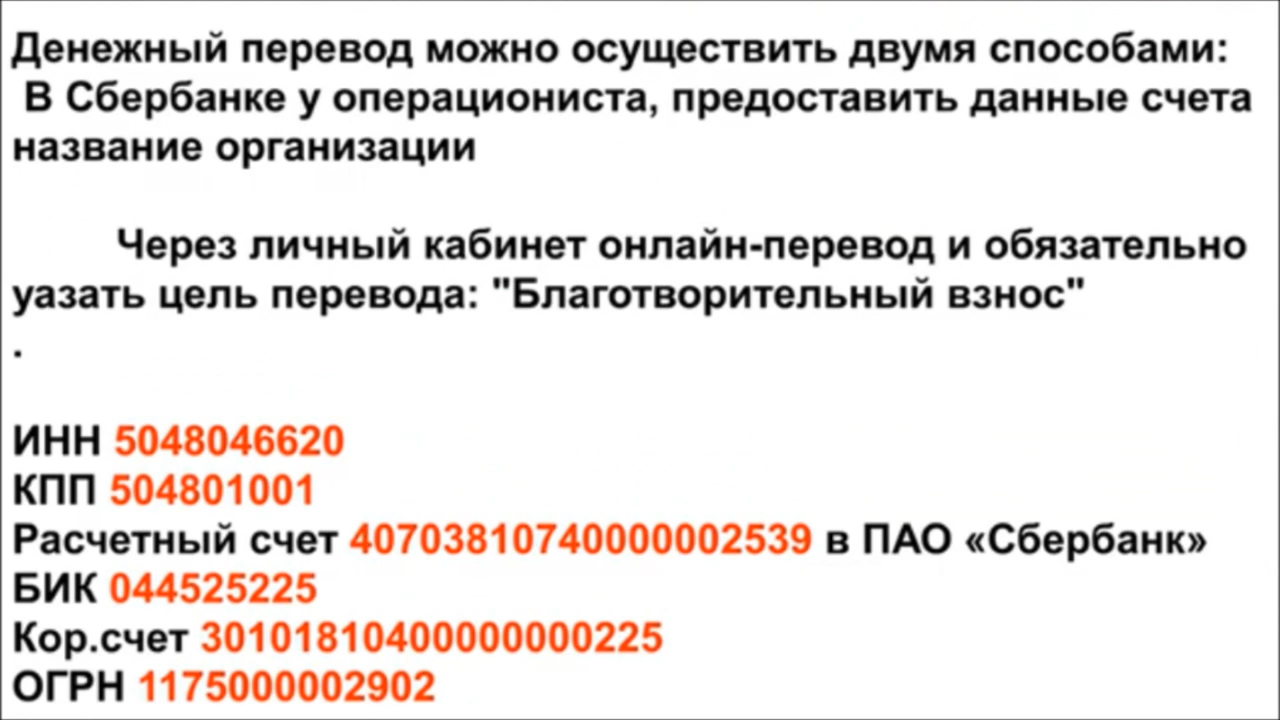 Денежный перевод можно осуществить двумя способами:
В Сбербанке у операциониста, предоставить данные счета
название организации
Через личный кабинет онлайн-перевод и обязательно
уазать цель перевода: "Благотворительный взнос"
.
ИНН 5048046620
КПП 504801001
Расчетный счет 40703810740000002539 в ПАО «Сбербанк»
БИК 044525225
Кор.счет 30101810400000000225
ОГРН 1175000002902